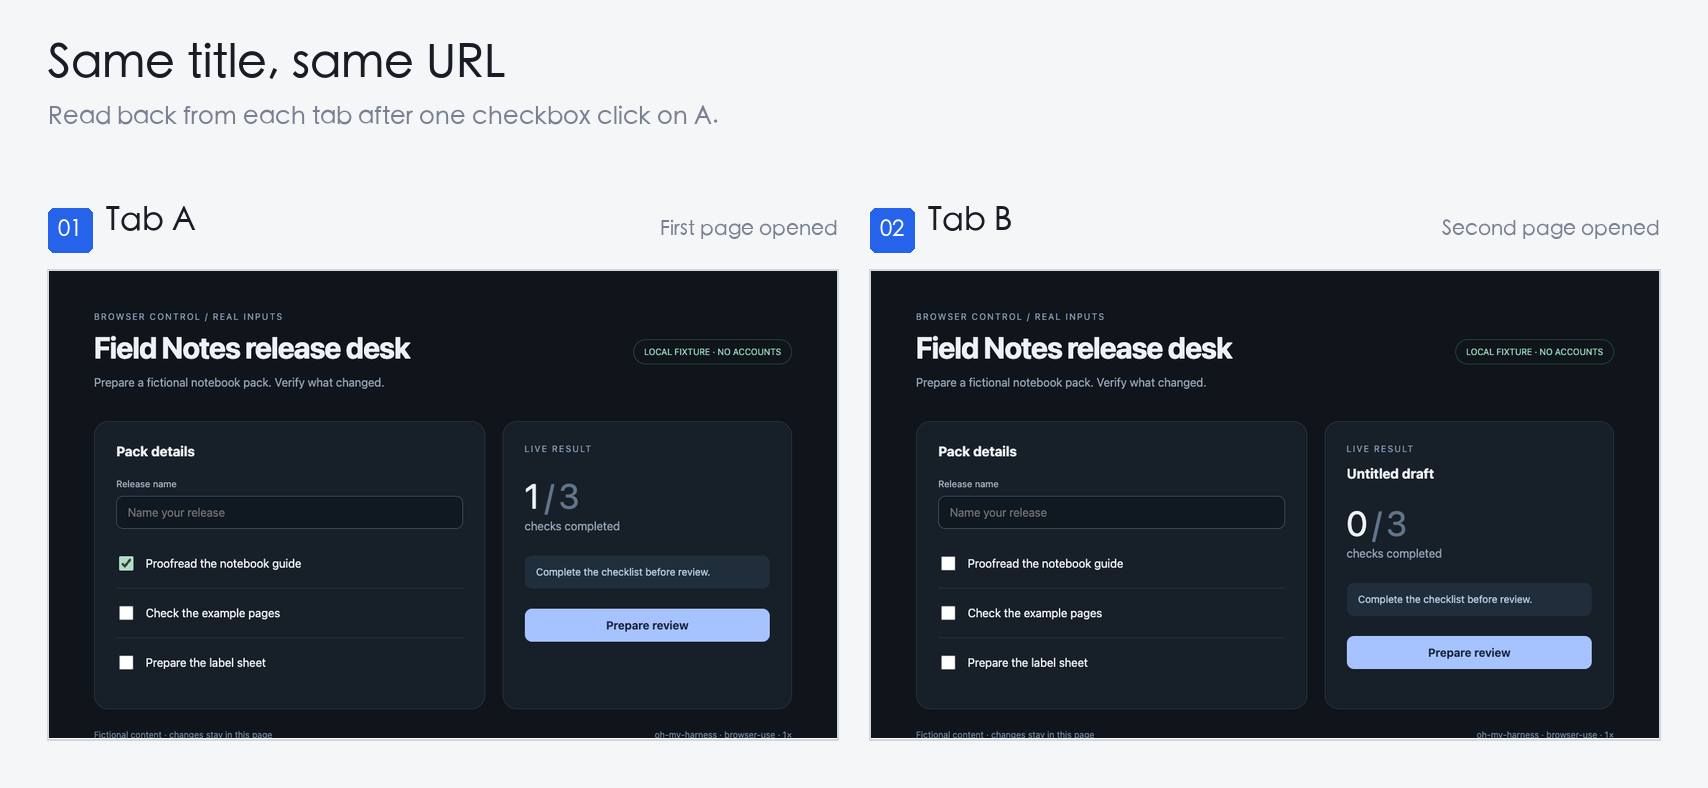 Same title, same URL
Read back from each tab after one checkbox click on A.
01 Tab A First page opened
BROWSER CONTROL / REAL INPUTS
Field Notes release desk
LOCAL FIXTURE · NO ACCOUNTS
Prepare a fictional notebook pack. Verify what changed.
Pack details
Release name
Name your release
Proofread the notebook guide
Check the example pages
Prepare the label sheet
LIVE RESULT
1/3
checks completed
Complete the checklist before review.
Prepare review
Fictional content · changes stay in this page
oh-my-harness · browser-use · 1×
02 Tab B Second page opened
BROWSER CONTROL / REAL INPUTS
Field Notes release desk
LOCAL FIXTURE · NO ACCOUNTS
Prepare a fictional notebook pack. Verify what changed.
Pack details
Release name
Name your release
Proofread the notebook guide
Check the example pages
Prepare the label sheet
LIVE RESULT
Untitled draft
0/3
checks completed
Complete the checklist before review.
Prepare review
Fictional content · changes stay in this page
oh-my-harness · browser-use · 1×